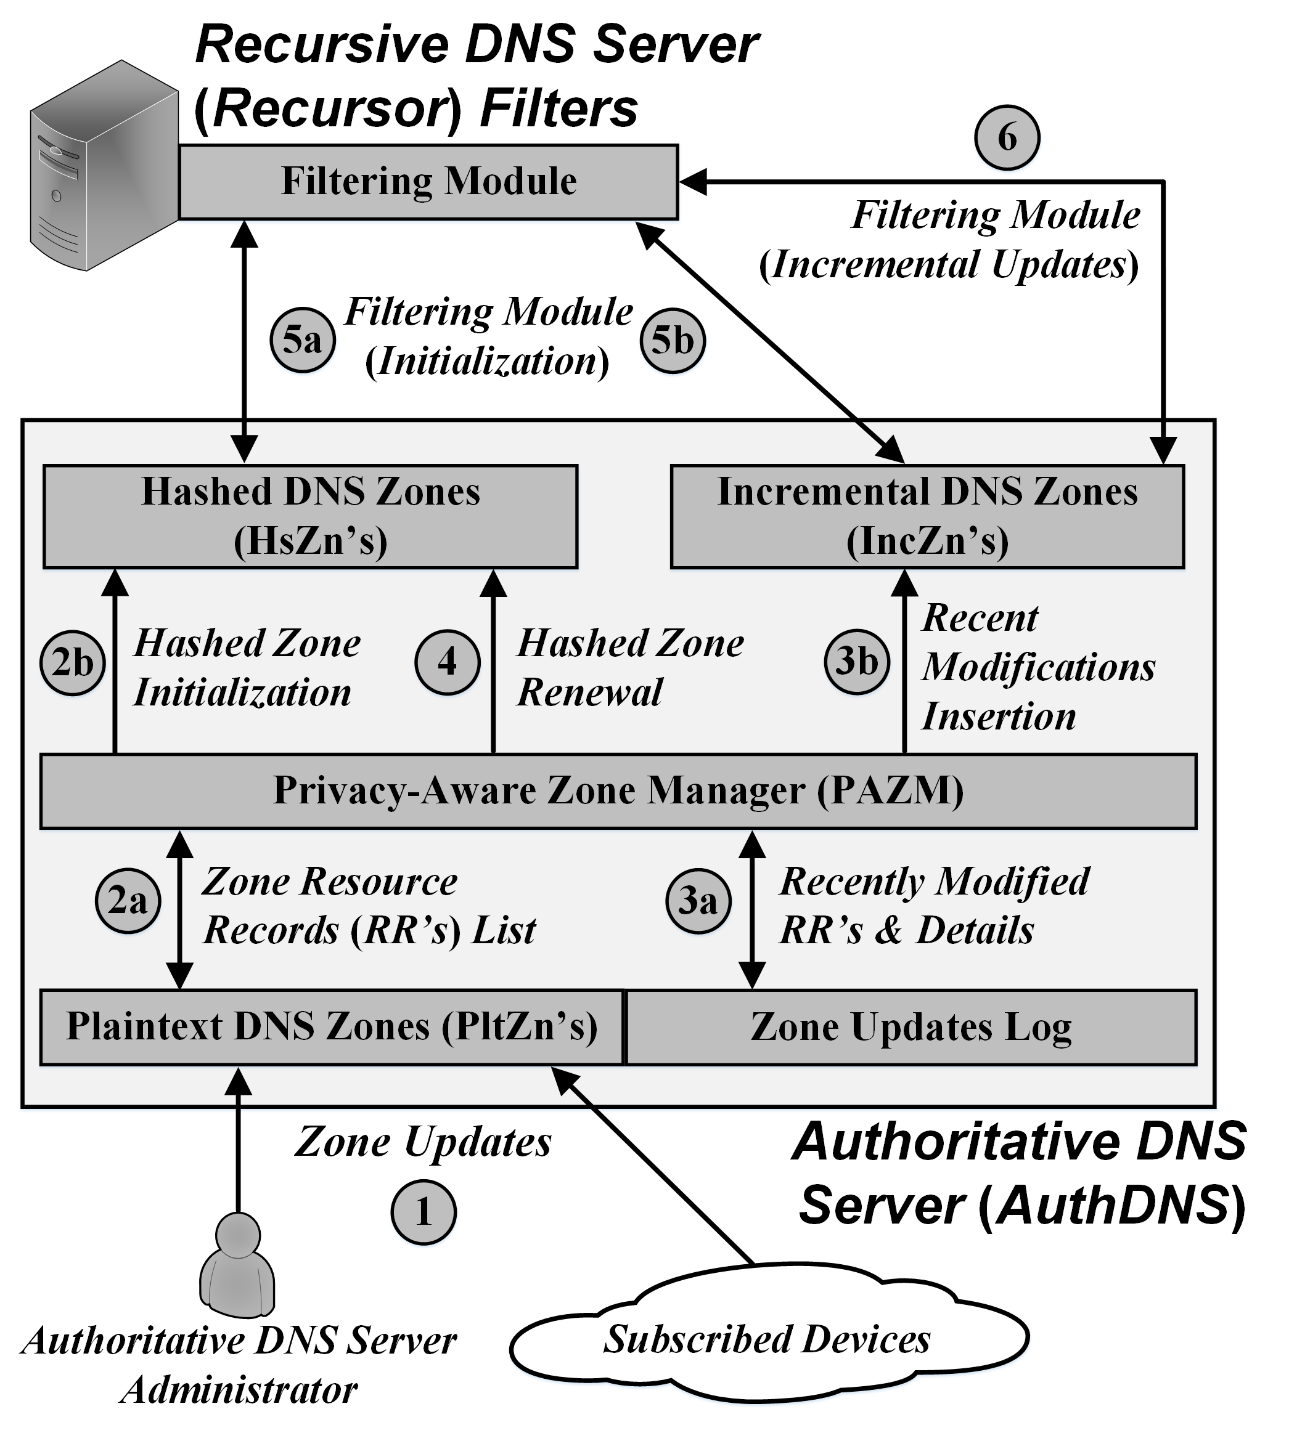 Recursive DNS Server
(Recursor) Filters
Filtering Module
6
Filtering Module
(Incremental Updates)
5a
Filtering Module
(Initialization)
5b
Hashed DNS Zones
(HsZn’s)
Incremental DNS Zones
(IncZn’s)
2b
Hashed Zone
Initialization
4
Hashed Zone
Renewal
3b
Recent
Modifications
Insertion
Privacy-Aware Zone Manager (PAZM)
2a
Zone Resource
Records (RR’s) List
3a
Recently Modified
RR’s & Details
Plaintext DNS Zones (PltZn’s)
Zone Updates Log
Zone Updates
1
Authoritative DNS
Server (AuthDNS)
Authoritative DNS Server
Administrator
Subscribed Devices